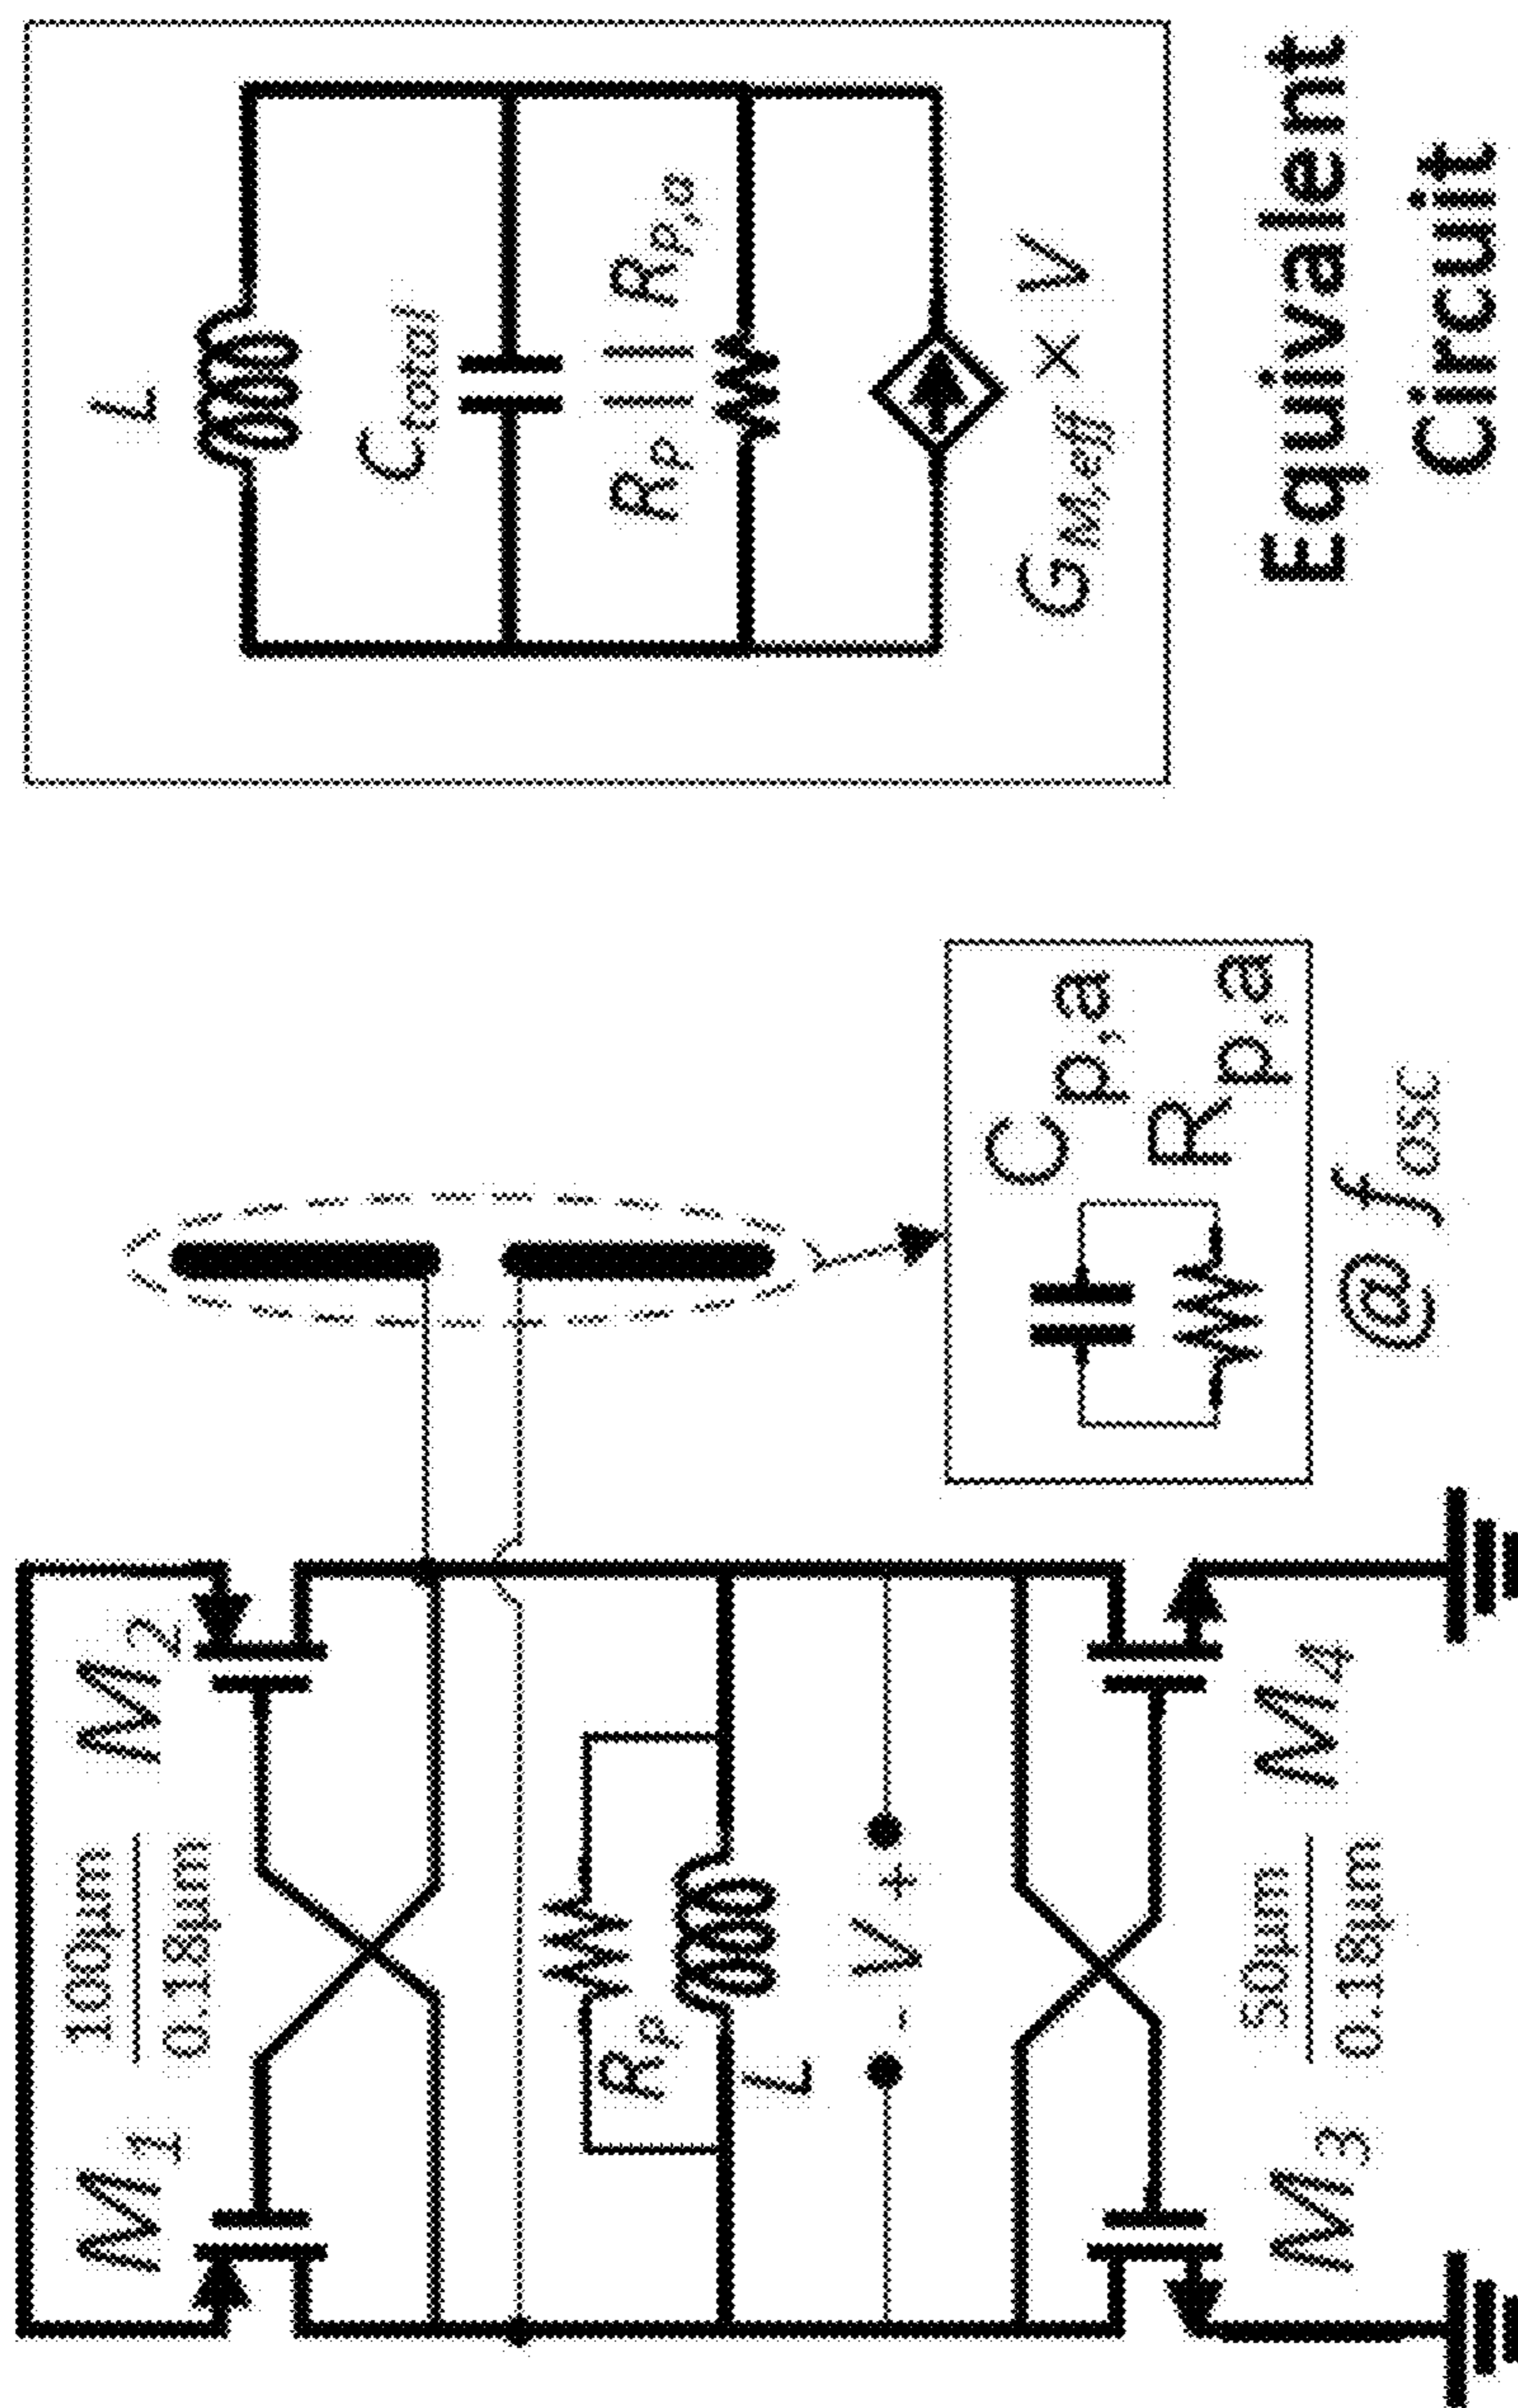 M1
100µm
0.18µm
M2
Rp
L
- V +
M3
50µm
0.18µm
M4
Cp,a
Rp,a
@ fosc
L
Ctotal
Rp || Rp,a
GM,eff × V
Equivalent
Circuit